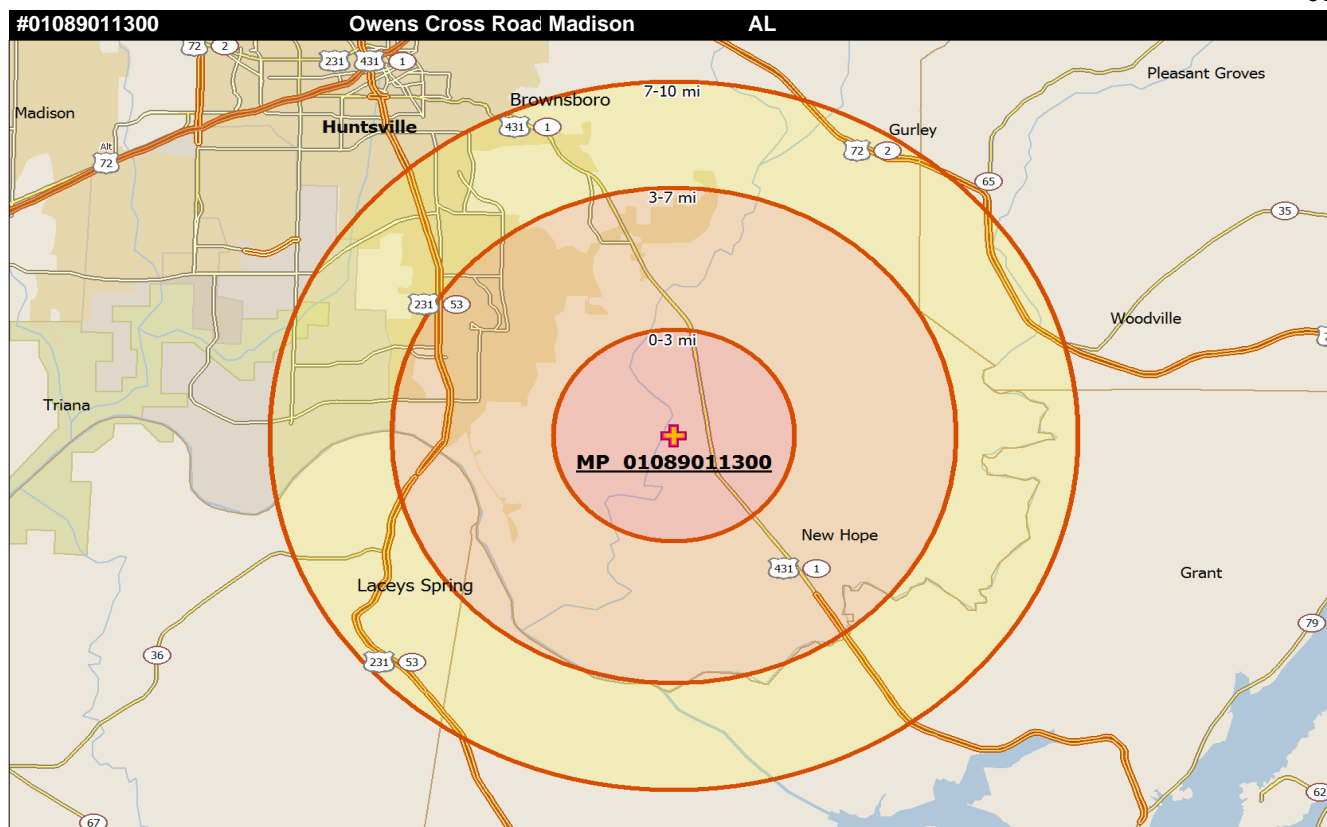 #01089011300 Owens Cross Road Madison AL
72 2
231 431 1
Pleasant Groves
7-10 mi
Brownsboro
Madison
Huntsville
431 1
Gurley
Alt
72
72 2
65
3-7 mi
35
231 53
Woodville
0-3 mi
Triana
MP 01089011300
New Hope
431 1
Grant
Laceys Spring
79
36
231 53
62
67